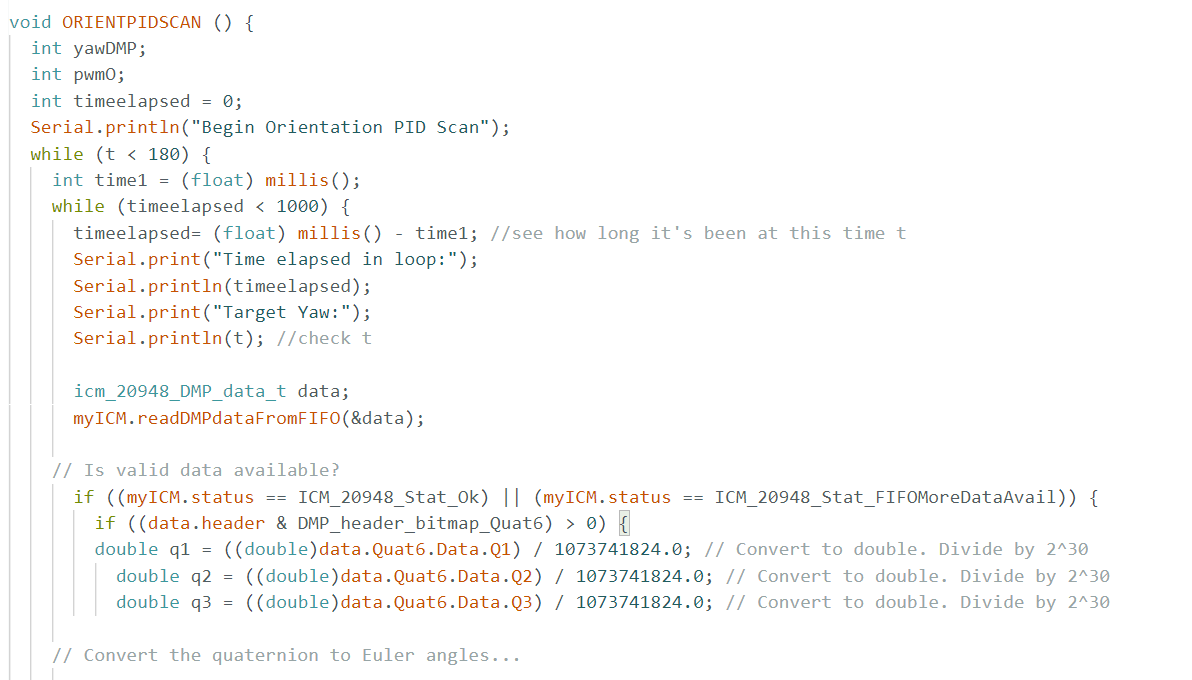 void ORIENTPIDSCAN () {
int yawDMP;
int pwmO;
int timeelapsed = 0;
Serial.println("Begin Orientation PID Scan");
while (t < 180) {
int time1 = (float) millis();
while (timeelapsed < 1000) {
timeelapsed= (float) millis() - time1; //see how long it's been at this time t
Serial.print("Time elapsed in loop:");
Serial.println(timeelapsed);
Serial.print("Target Yaw:");
Serial.println(t); //check t
icm_20948_DMP_data_t data;
myICM.readDMPdataFromFIFO(&data);
// Is valid data available?
if ((myICM.status == ICM_20948_Stat_Ok) || (myICM.status == ICM_20948_Stat_FIFOMoreDataAvail)) {
if ((data.header & DMP_header_bitmap_Quat6) > 0) {
double q1 = ((double)data.Quat6.Data.Q1) / 1073741824.0; // Convert to double. Divide by 2^30
double q2 = ((double)data.Quat6.Data.Q2) / 1073741824.0; // Convert to double. Divide by 2^30
double q3 = ((double)data.Quat6.Data.Q3) / 1073741824.0; // Convert to double. Divide by 2^30
// Convert the quaternion to Euler angles...